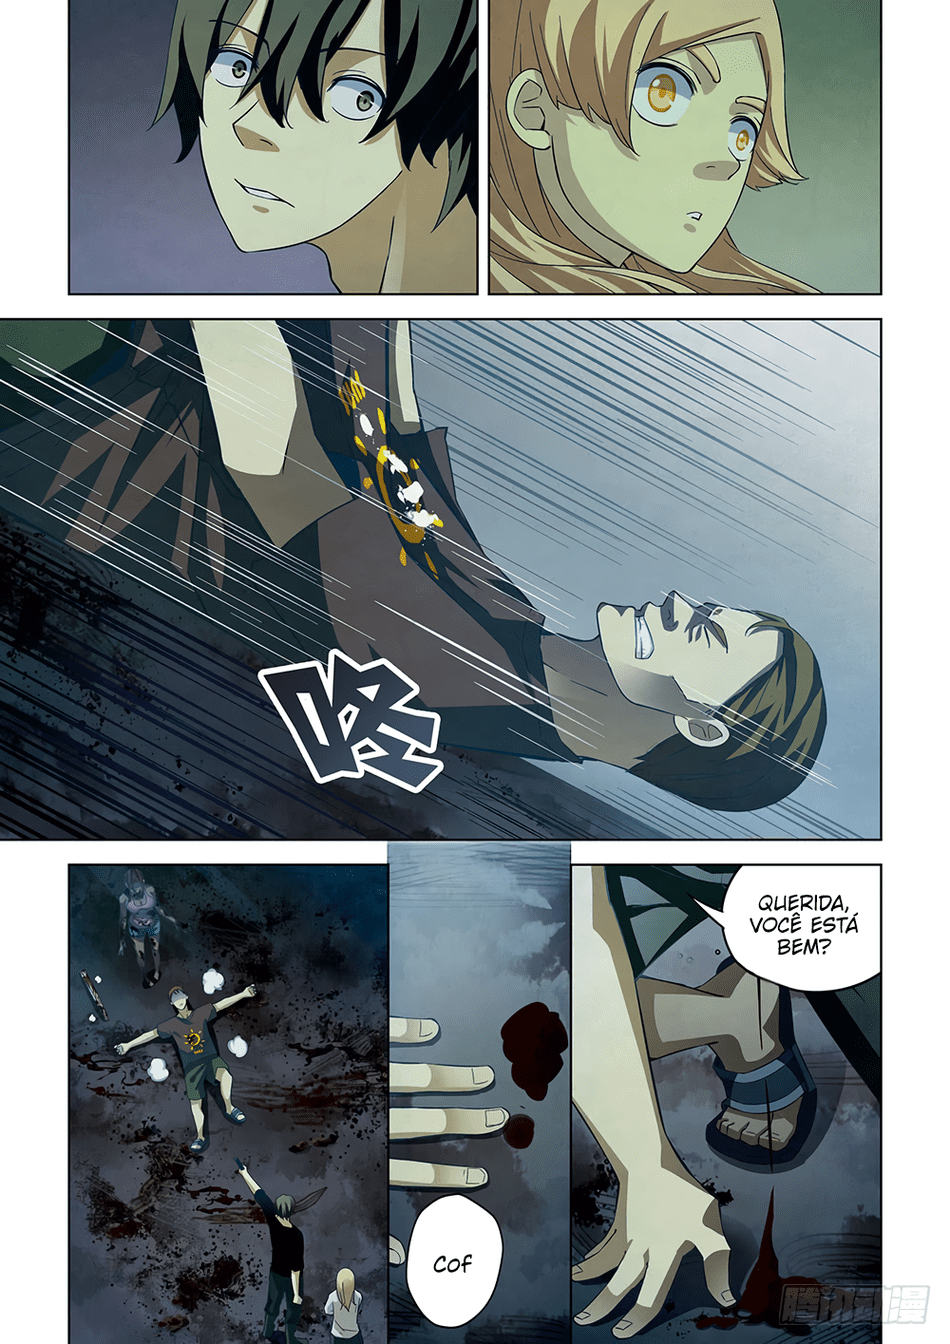 咚
QUERIDA,
VOCÊ ESTÁ
BEM?
COF
腾讯动漫